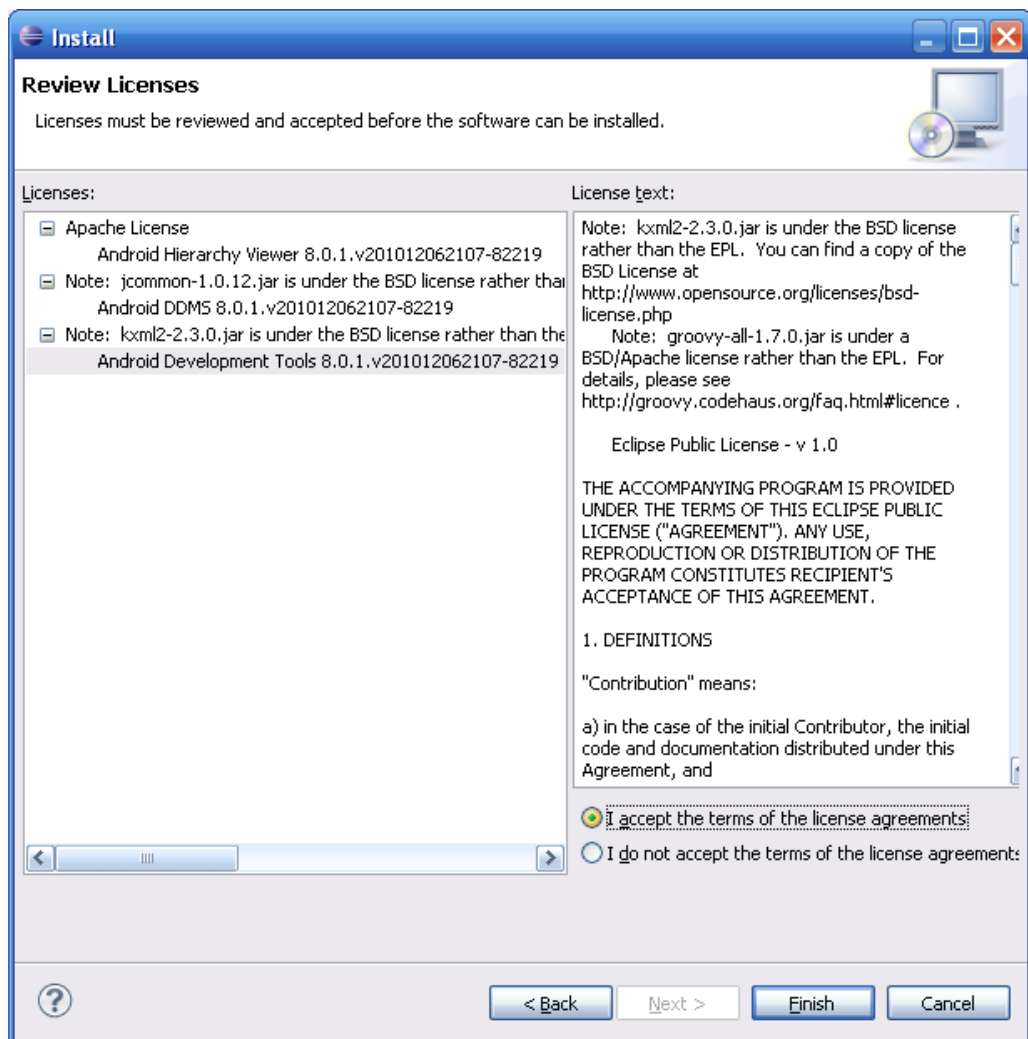 Install
Review Licenses
Licenses must be reviewed and accepted before the software can be installed.
Licenses:
Apache License
Android Hierarchy Viewer 8.0.1.v201012062107-82219
Note: jcommon-1.0.12.jar is under the BSD license rather than
Android DDMS 8.0.1.v201012062107-82219
Note: kxml2-2.3.0.jar is under the BSD license rather than the
Android Development Tools 8.0.1.v201012062107-82219
License text:
Note: kxml2-2.3.0.jar is under the BSD license
rather than the EPL. You can find a copy of the
BSD License at
http://www.opensource.org/licenses/bsd-
license.php
Note: groovy-all-1.7.0.jar is under a
BSD/Apache license rather than the EPL. For
details, please see
http://groovy.codehaus.org/faq.html#licence .
Eclipse Public License - v 1.0
THE ACCOMPANYING PROGRAM IS PROVIDED
UNDER THE TERMS OF THIS ECLIPSE PUBLIC
LICENSE ("AGREEMENT"). ANY USE,
REPRODUCTION OR DISTRIBUTION OF THE
PROGRAM CONSTITUTES RECIPIENT'S
ACCEPTANCE OF THIS AGREEMENT.
1. DEFINITIONS
"Contribution" means:
a) in the case of the initial Contributor, the initial
code and documentation distributed under this
Agreement, and
I accept the terms of the license agreements
I do not accept the terms of the license agreements
?
< Back
Next >
Finish
Cancel